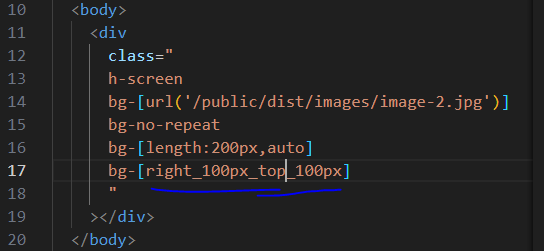 10 <body>
11 <div
12 class="
13 h-screen
14 bg-[url('/public/dist/images/image-2.jpg')]
15 bg-no-repeat
16 bg-[length:200px,auto]
17 bg-[right_100px_top_100px]
18 "
19 ></div>
20 </body>